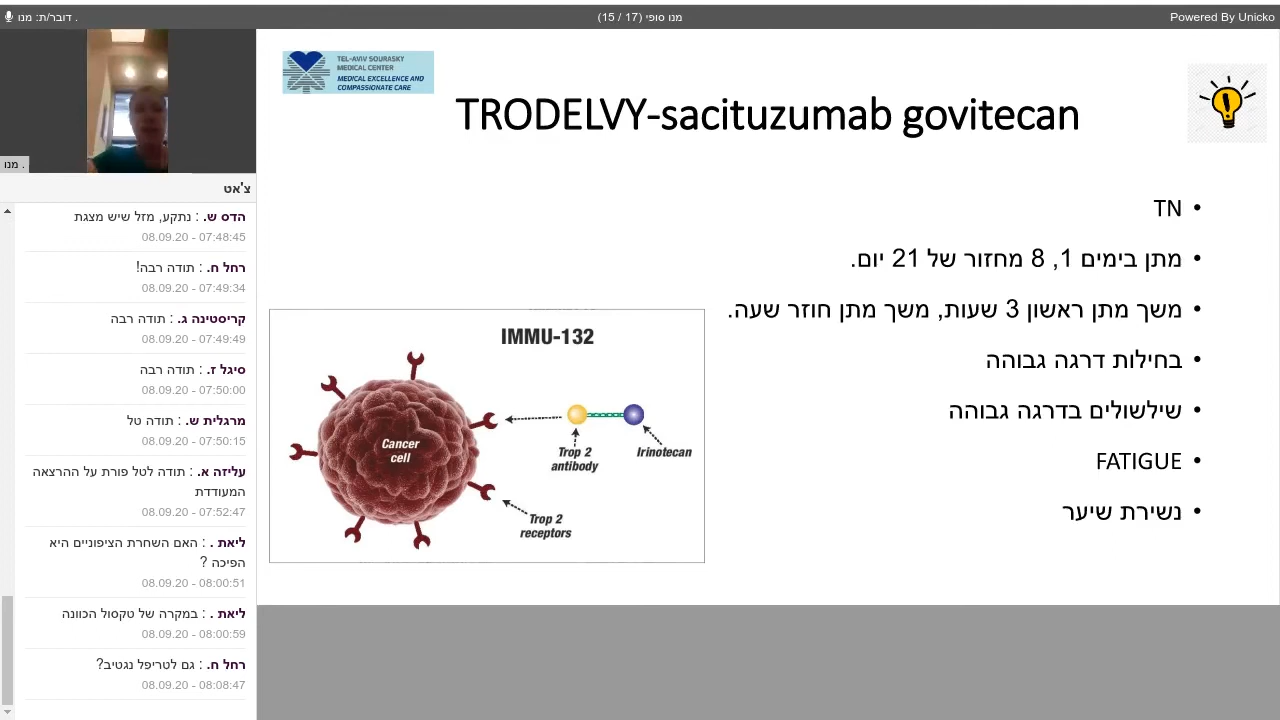 . דובר/ת: מנו
מנו סופי (17 / 15)
Powered By Unicko
. מנו
צ'אט
הדס ש. : נתקע, מזל שיש מצגת
08.09.20 - 07:48:45
רחל ח. : תודה רבה!
08.09.20 - 07:49:34
קריסטינה ג. : תודה רבה
08.09.20 - 07:49:49
סיגל ז. : תודה רבה
08.09.20 - 07:50:00
מרגלית ש. : תודה טל
08.09.20 - 07:50:15
עליזה א. : תודה לטל פורת על ההרצאה
המעודדת
08.09.20 - 07:52:47
ליאת . : האם השחרת הציפוניים היא
הפיכה ?
08.09.20 - 08:00:51
ליאת . : במקרה של טקסול הכוונה
08.09.20 - 08:00:59
רחל ח. : גם לטריפל נגטיב?
08.09.20 - 08:08:47
TEL-AVIV SOURASKY
MEDICAL CENTER
MEDICAL EXCELLENCE AND
COMPASSIONATE CARE
TRODELVY-sacituzumab govitecan
• TN
• מתן בימים 1, 8 מחזור של 21 יום.
• משך מתן ראשון 3 שעות, משך מתן חוזר שעה.
• בחילות דרגה גבוהה
• שילשולים בדרגה גבוהה
• FATIGUE
• נשירת שיער
IMMU-132
Cancer
cell
Trop 2
antibody
Irinotecan
Trop 2
receptors